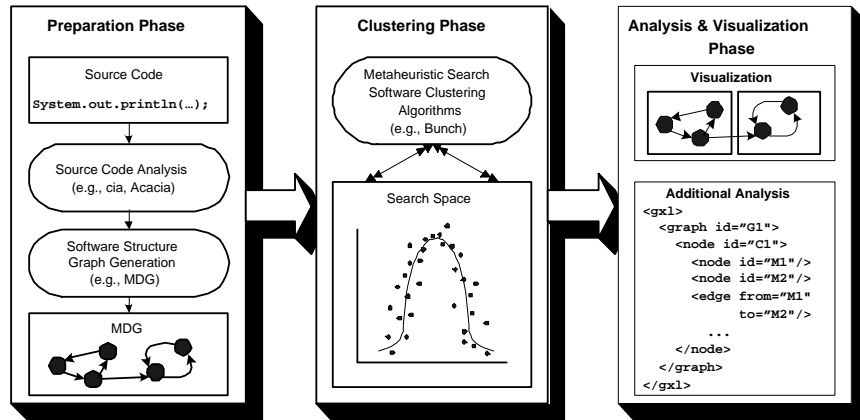 Preparation Phase
Source Code
System.out.println(…);
Source Code Analysis
(e.g., cia, Acacia)
Software Structure
Graph Generation
(e.g., MDG)
MDG
Clustering Phase
Metaheuristic Search
Software Clustering
Algorithms
(e.g., Bunch)
Search Space
Analysis & Visualization
Phase
Visualization
Additional Analysis
<gxl>
<graph id=”G1”>
<node id=”C1”>
<node id=”M1”/>
<node id=”M2”/>
<edge from=”M1”
to=”M2”/>
...
</node>
</graph>
</gxl>